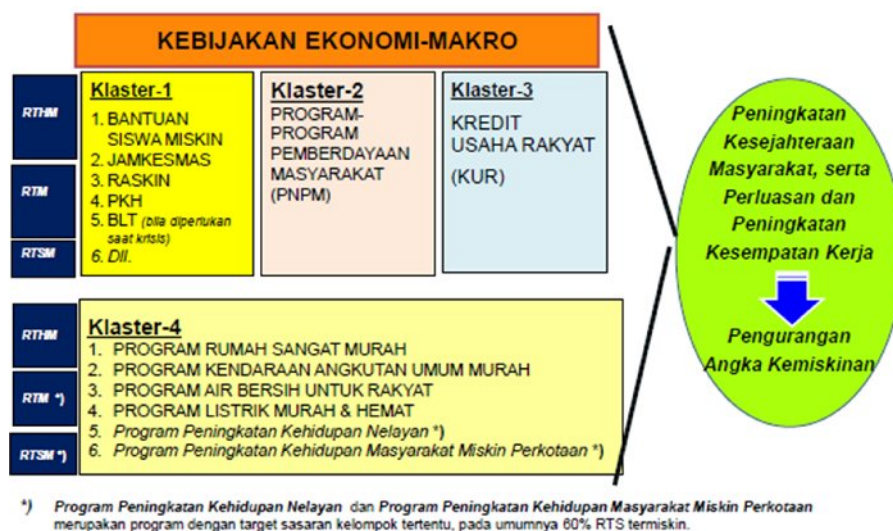 KEBIJAKAN EKONOMI-MAKRO
RTHM
RTM
RTSM
Klaster-1
1. BANTUAN
SISWA MISKIN
2. JAMKESMAS
3. RASKIN
4. PKH
5. BLT (bila diperlukan
saat krisis)
6. Dll.
Klaster-2
PROGRAM-
PROGRAM
PEMBERDAYAAN
MASYARAKAT
(PNPM)
Klaster-3
KREDIT
USAHA RAKYAT
(KUR)
RTHM
RTM *)
RTSM *)
Klaster-4
1. PROGRAM RUMAH SANGAT MURAH
2. PROGRAM KENDARAAN ANGKUTAN UMUM MURAH
3. PROGRAM AIR BERSIH UNTUK RAKYAT
4. PROGRAM LISTRIK MURAH & HEMAT
5. Program Peningkatan Kehidupan Nelayan *)
6. Program Peningkatan Kehidupan Masyarakat Miskin Perkotaan *)
Peningkatan
Kesejahteraan
Masyarakat, serta
Perluasan dan
Peningkatan
Kesempatan Kerja
Pengurangan
Angka Kemiskinan
*) Program Peningkatan Kehidupan Nelayan dan Program Peningkatan Kehidupan Masyarakat Miskin Perkotaan
merupakan program dengan target sasaran kelompok tertentu, pada umumnya 60% RTS termiskin.